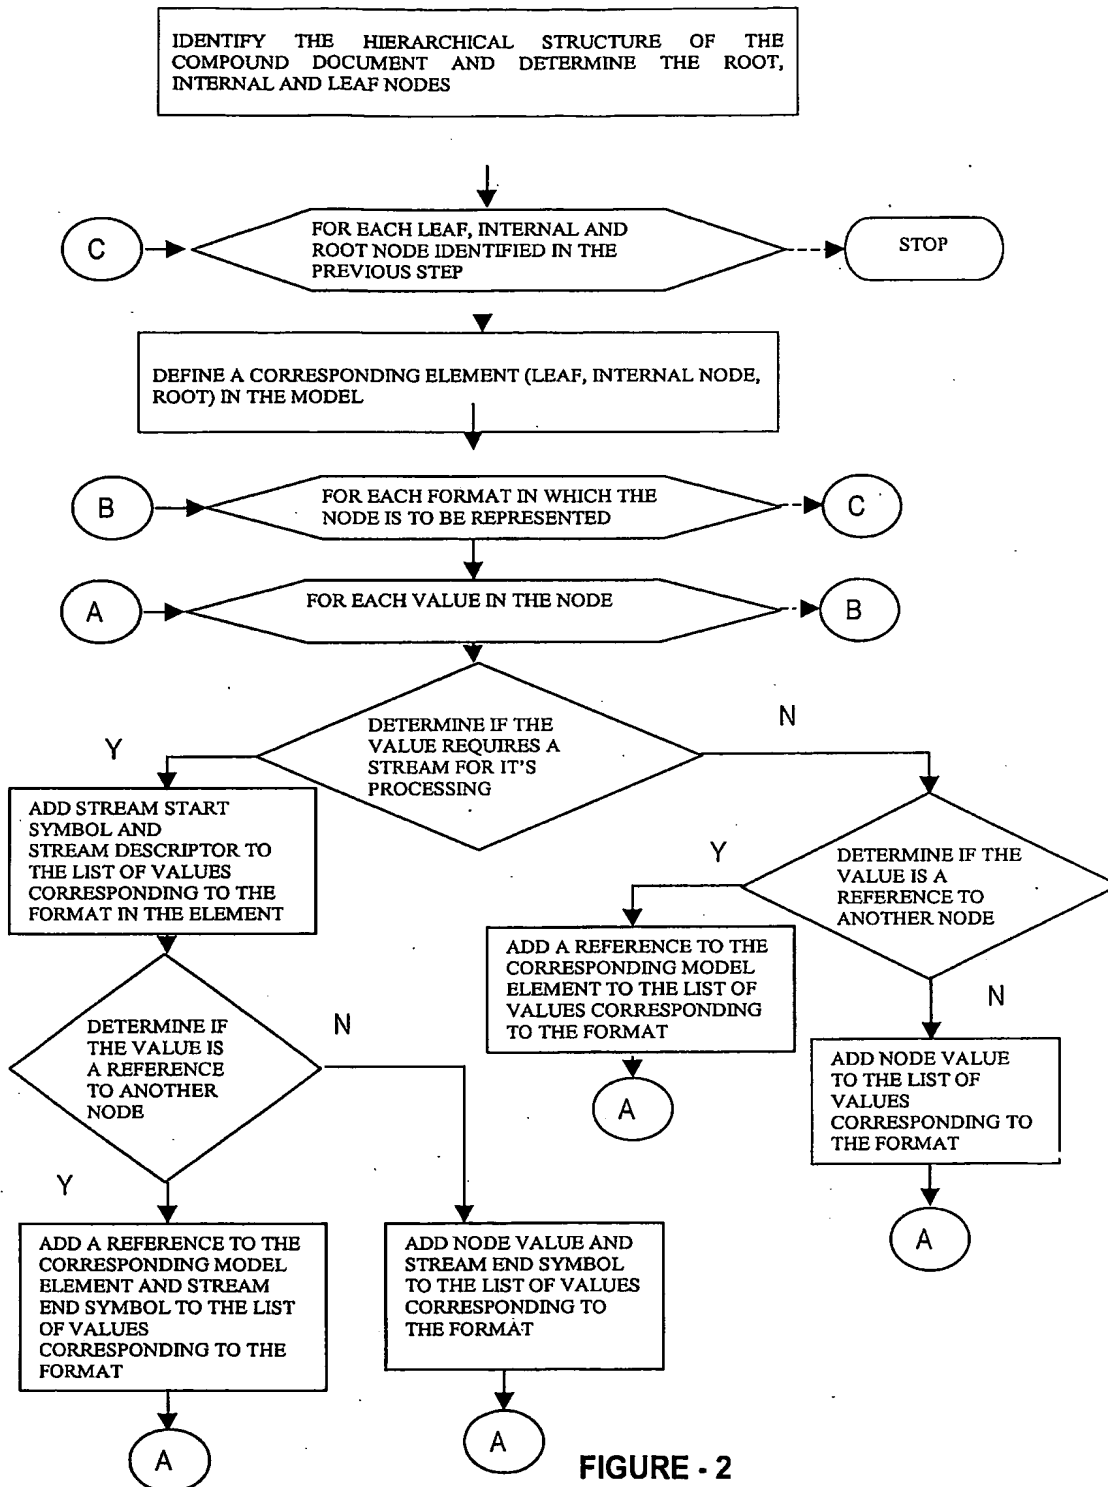 IDENTIFY THE HIERARCHICAL STRUCTURE OF THE
COMPOUND DOCUMENT AND DETERMINE THE ROOT,
INTERNAL AND LEAF NODES
C
FOR EACH LEAF, INTERNAL AND
ROOT NODE IDENTIFIED IN THE
PREVIOUS STEP
STOP
DEFINE A CORRESPONDING ELEMENT (LEAF, INTERNAL NODE,
ROOT) IN THE MODEL
B
FOR EACH FORMAT IN WHICH THE
NODE IS TO BE REPRESENTED
C
A
FOR EACH VALUE IN THE NODE
B
DETERMINE IF THE
VALUE REQUIRES A
STREAM FOR IT'S
PROCESSING
Y
N
ADD STREAM START
SYMBOL AND
STREAM DESCRIPTOR TO
THE LIST OF VALUES
CORRESPONDING TO THE
FORMAT IN THE ELEMENT
DETERMINE IF THE
VALUE IS A
REFERENCE TO
ANOTHER NODE
Y
N
ADD A REFERENCE TO THE
CORRESPONDING MODEL
ELEMENT TO THE LIST OF
VALUES CORRESPONDING
TO THE FORMAT
A
ADD NODE VALUE
TO THE LIST OF
VALUES
CORRESPONDING TO
THE FORMAT
A
DETERMINE IF
THE VALUE IS
A REFERENCE
TO ANOTHER
NODE
N
Y
ADD A REFERENCE TO THE
CORRESPONDING MODEL
ELEMENT AND STREAM
END SYMBOL TO THE LIST
OF VALUES
CORRESPONDING TO THE
FORMAT
A
ADD NODE VALUE AND
STREAM END SYMBOL
TO THE LIST OF VALUES
CORRESPONDING TO
THE FORMAT
A
FIGURE - 2